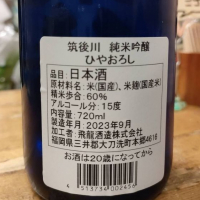 筑後川 純米吟醸
ひやおろし
品目:日本酒
原材料名:米(国産)、米麹(国産米)
精米歩合:60%
アルコール分:15度
内容量:720ml
製造年月:2023年9月
加工者:飛龍酒造株式会社
福岡県三井郡大刀洗町本郷4661
お酒は20歳になってから
4 513734 002456